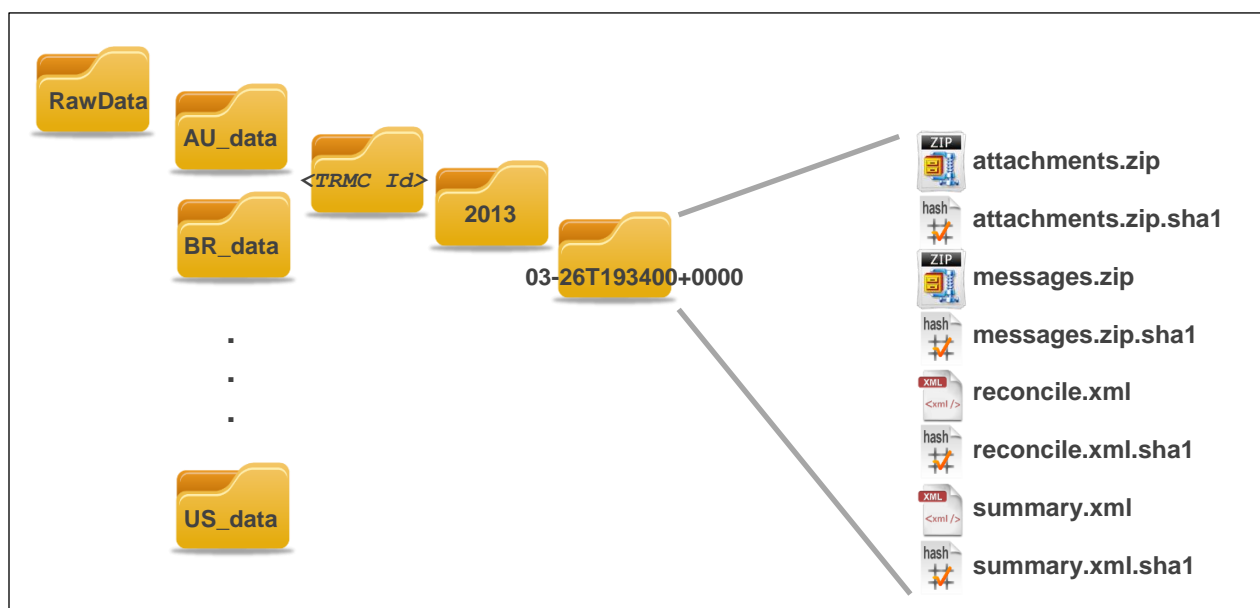 RawData
AU_data
<TRMC Id>
2013
03-26T193400+0000
BR_data
.
.
.
US_data
ZIP
attachments.zip
hash
attachments.zip.sha1
ZIP
messages.zip
hash
messages.zip.sha1
XML
<xml />
reconcile.xml
hash
reconcile.xml.sha1
XML
<xml />
summary.xml
hash
summary.xml.sha1